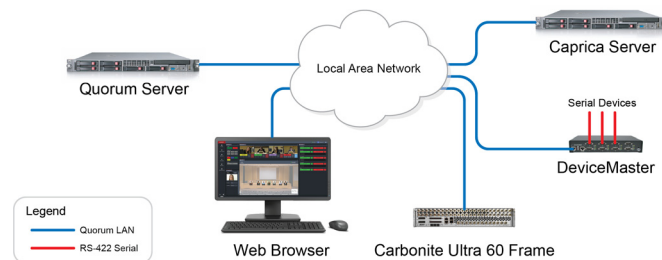 Caprica Server
Local Area Network
Quorum Server
Serial Devices
DeviceMaster
Legend
Quorum LAN
RS-422 Serial
Web Browser
Carbonite Ultra 60 Frame